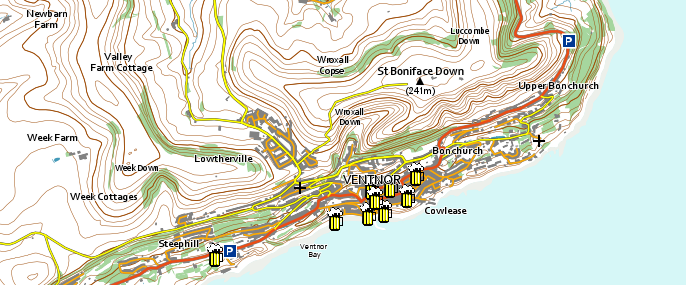 Newbarn
Farm
Valley
Farm Cottage
Wroxall
Copse
Luccombe
Down
P
St Boniface Down
(241m)
Upper Bonchurch
Wroxall
Down
Week Farm
Lowtherville
Bonchurch
Week Down
VENTNOR
Week Cottages
Cowlease
Steephill
P
Ventnor
Bay